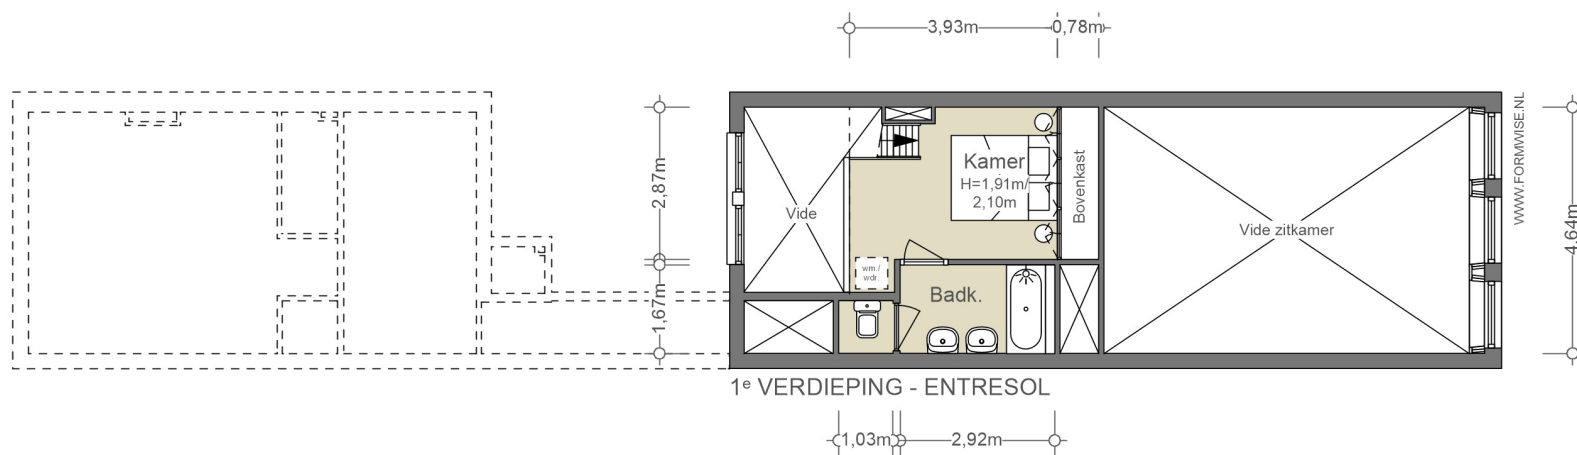 3,93m
0,78m
2,87m
1,67m
Vide
Kamer
H=1,91m/
2,10m
Bovenkast
wm./
wdr.
Badk.
Vide zitkamer
WWW.FORMWISE.NL
4,64m
1e VERDIEPING - ENTRESOL
1,03m
2,92m